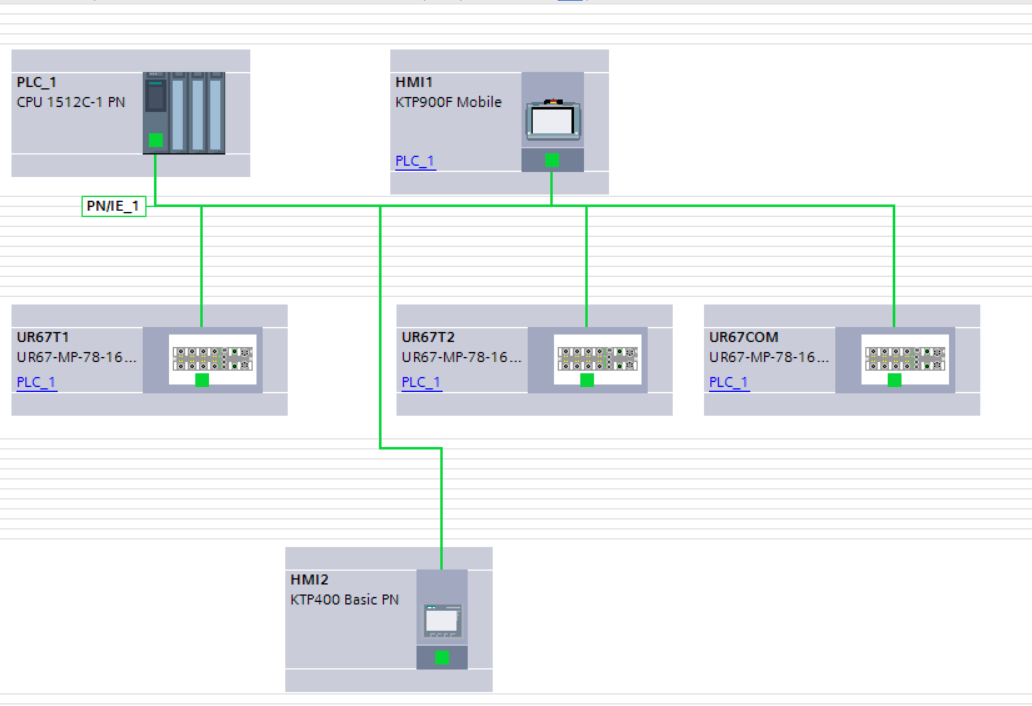 PLC_1
CPU 1512C-1 PN
HMI1
KTP900F Mobile
PLC_1
PN/IE_1
UR67T1
UR67-MP-78-16...
PLC_1
UR67T2
UR67-MP-78-16...
PLC_1
UR67COM
UR67-MP-78-16...
PLC_1
HMI2
KTP400 Basic PN